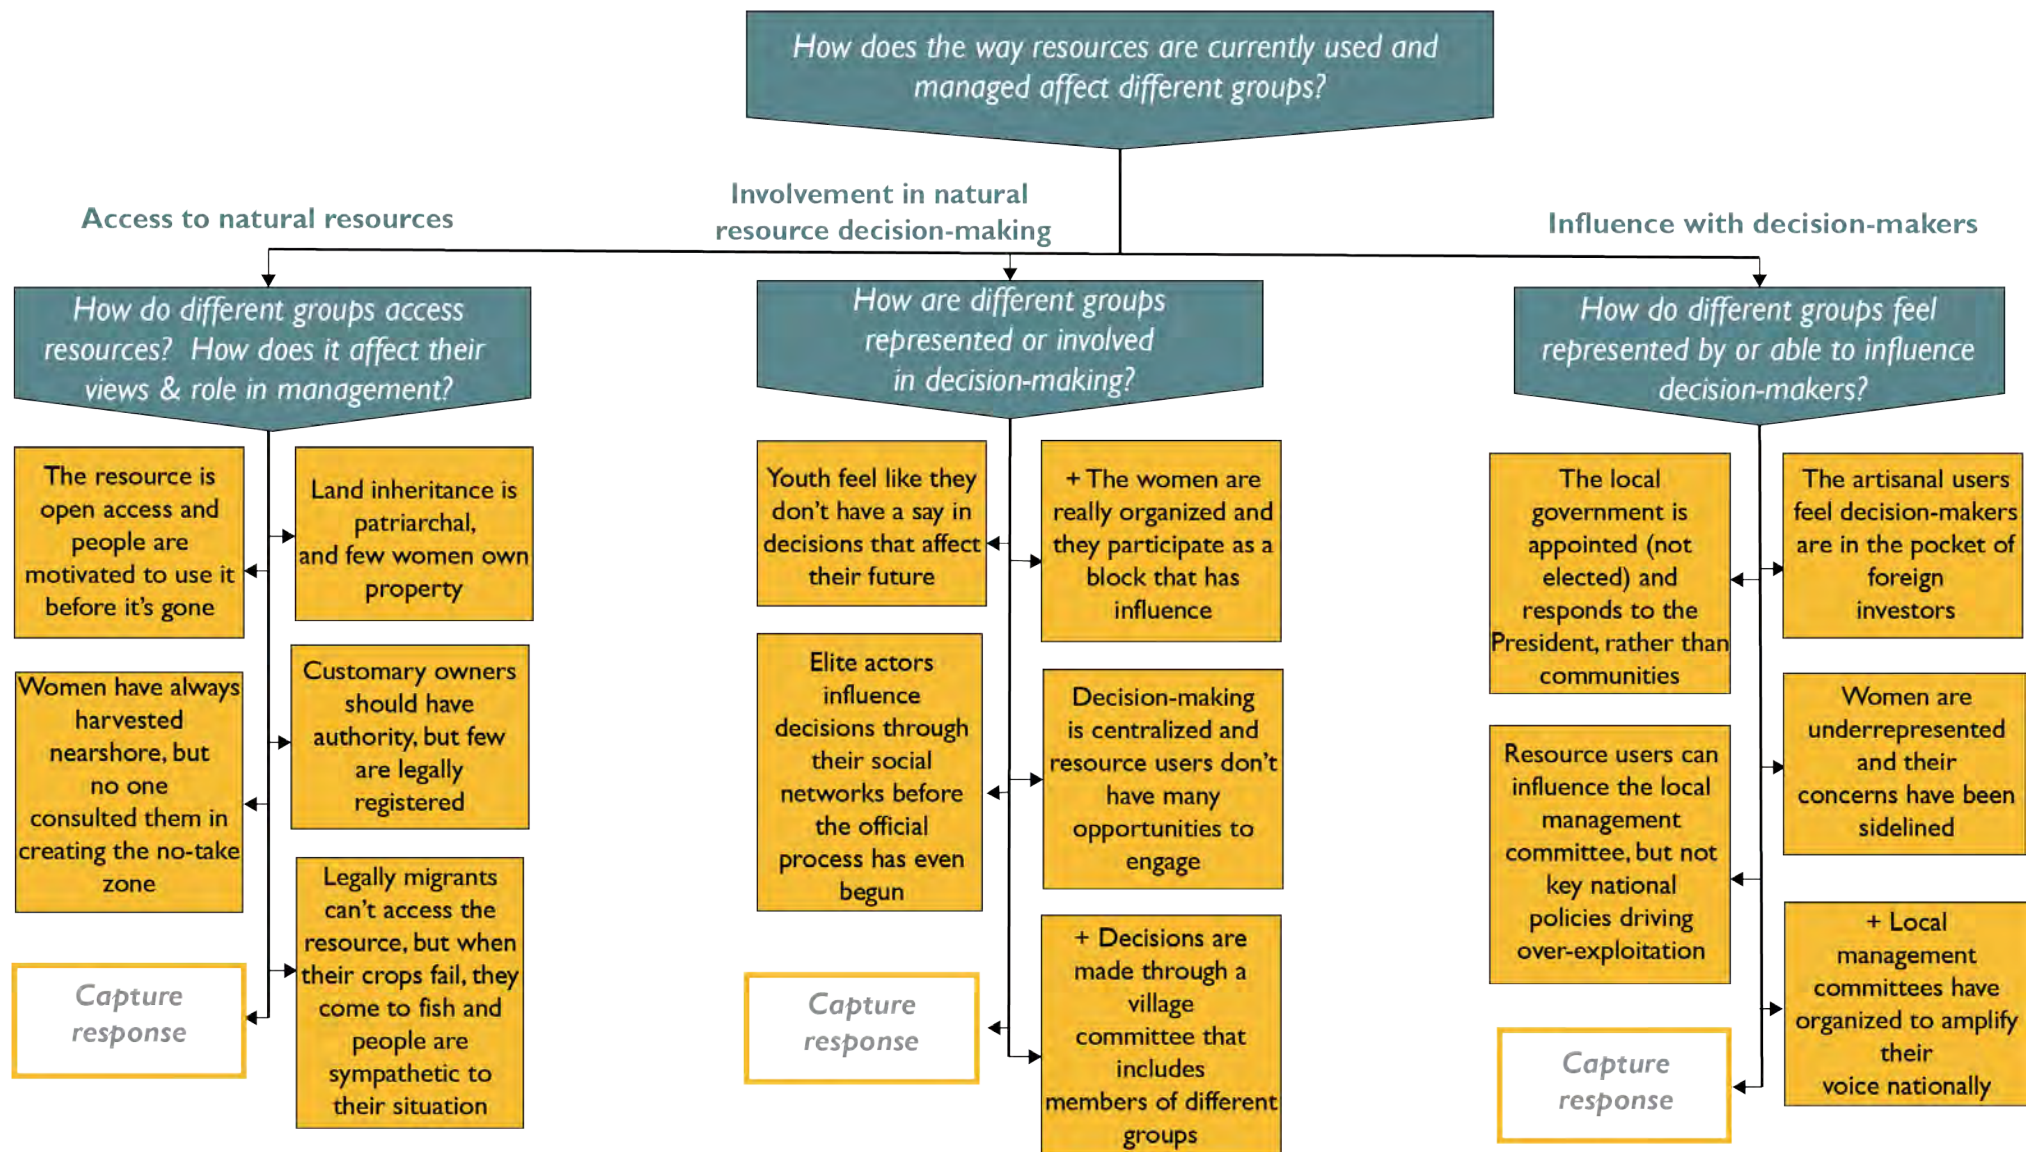 How does the way resources are currently used and
managed affect different groups?
Access to natural resources
Involvement in natural
resource decision-making
Influence with decision-makers
How do different groups access
resources? How does it affect their
views & role in management?
The resource is
open access and
people are
motivated to use it
before it's gone
Land inheritance is
patriarchal,
and few women own
property
Women have always
harvested
nearshore, but
no one
consulted them in
creating the no-take
zone
Customary owners
should have
authority, but few
are legally
registered
Legally migrants
can't access the
resource, but when
their crops fail, they
come to fish and
people are
sympathetic to
their situation
Capture
response
How are different groups
represented or involved
in decision-making?
Youth feel like they
don't have a say in
decisions that affect
their future
+ The women are
really organized and
they participate as a
block that has
influence
Elite actors
influence
decisions through
their social
networks before
the official
process has even
begun
Decision-making
is centralized and
resource users don't
have many
opportunities to
engage
Capture
response
+ Decisions are
made through a
village
committee that
includes
members of different
groups
How do different groups feel
represented by or able to influence
decision-makers?
The local
government is
appointed (not
elected) and
responds to the
President, rather than
communities
The artisanal users
feel decision-makers
are in the pocket of
foreign
investors
Resource users can
influence the local
management
committee, but not
key national
policies driving
over-exploitation
Women are
underrepresented
and their
concerns have been
sidelined
+ Local
management
committees have
organized to amplify
their
voice nationally
Capture
response